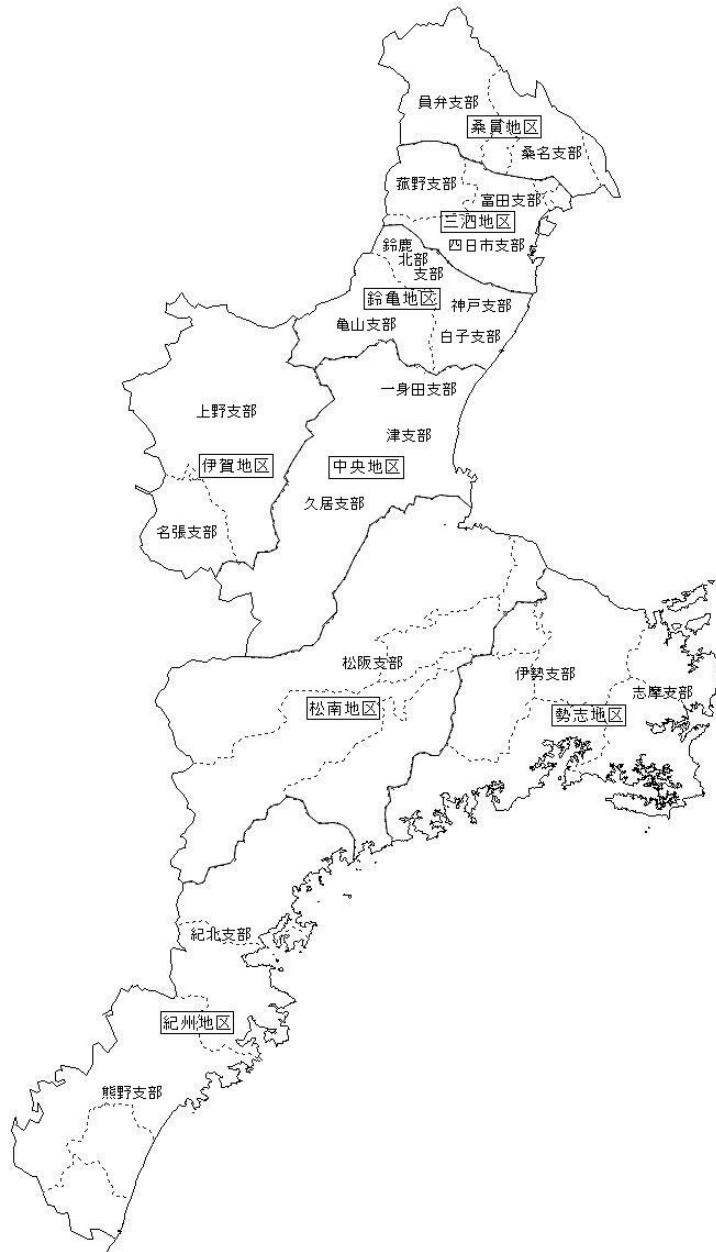 員弁支部
桑員地区
桑名支部
菰野支部
富田支部
三泗地区
四日市支部
鈴鹿
北部
支部
鈴亀地区
神戸支部
亀山支部
白子支部
一身田支部
上野支部
津支部
伊賀地区
中央地区
久居支部
名張支部
松阪支部
伊勢支部
志摩支部
松南地区
勢志地区
紀北支部
紀州地区
熊野支部